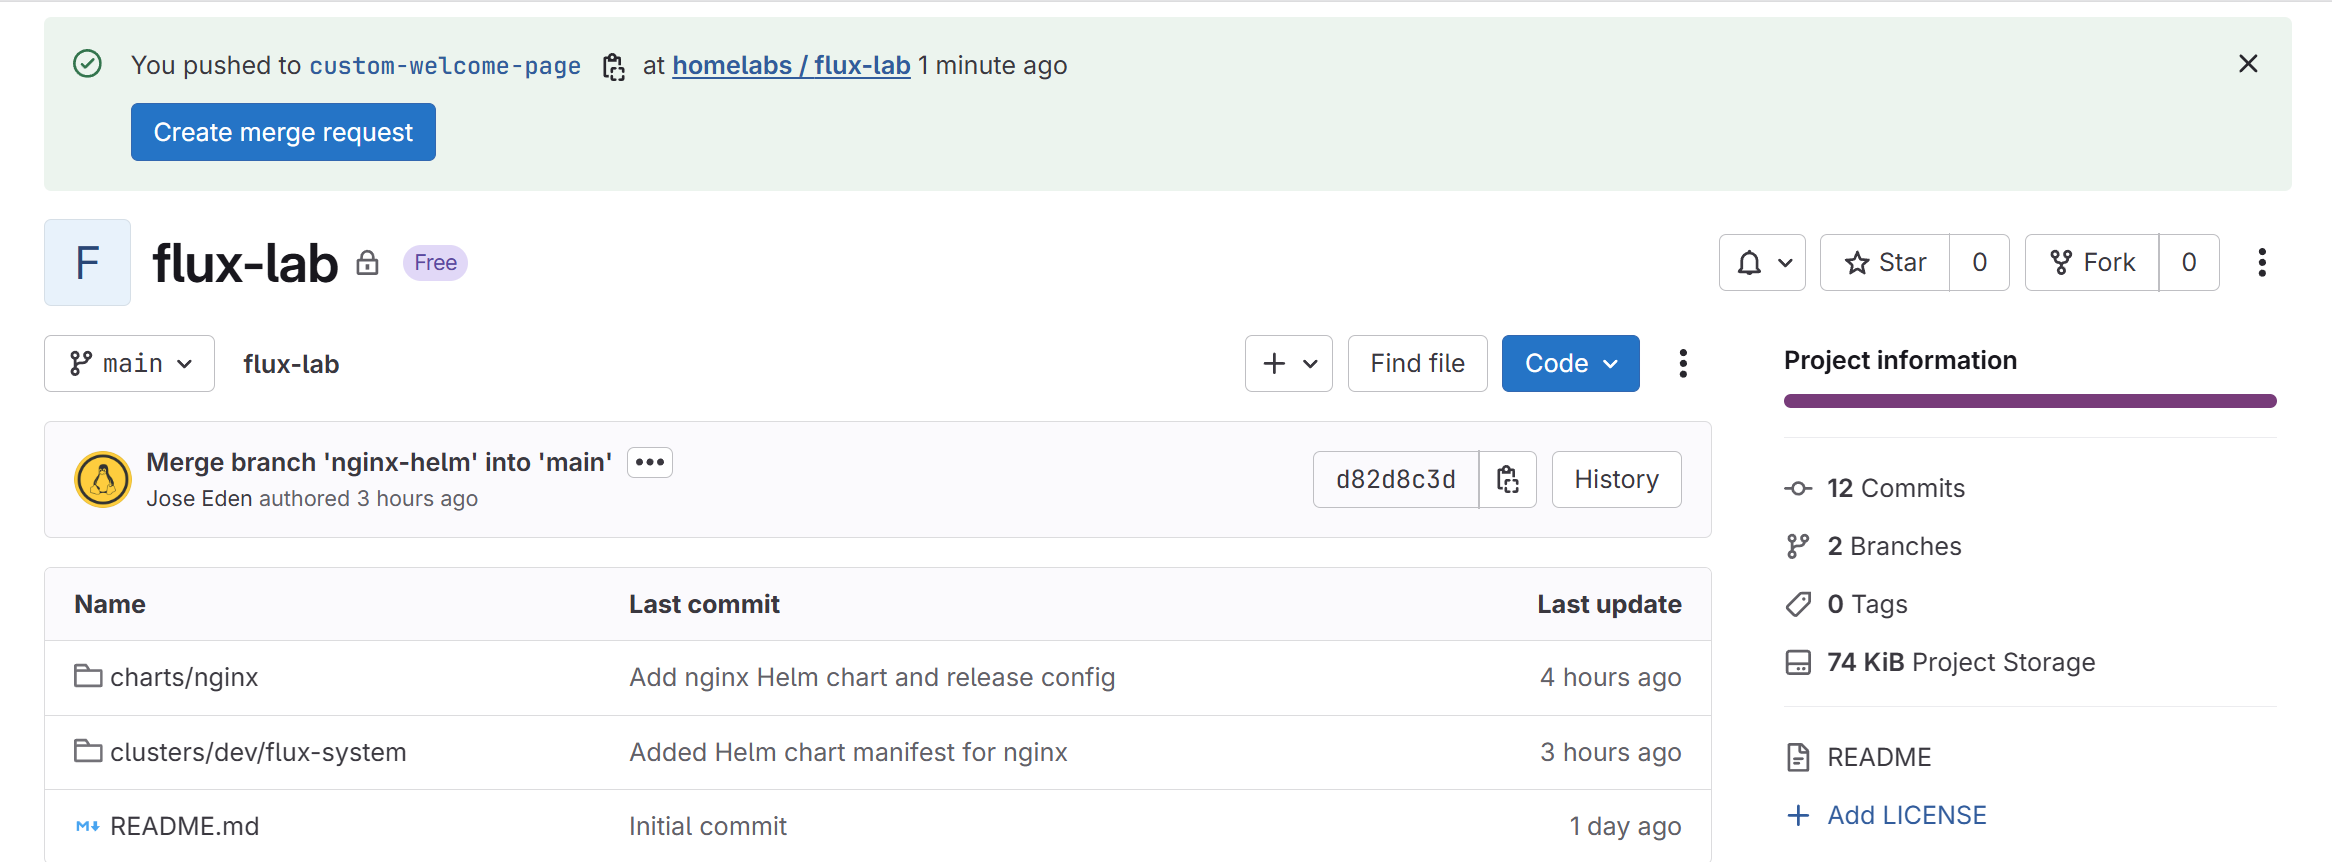 You pushed to custom-welcome-page at homelabs / flux-lab 1 minute ago
Create merge request
F flux-lab Free
Star 0 Fork 0
main flux-lab Find file Code
Project information
Merge branch 'nginx-helm' into 'main'
Jose Eden authored 3 hours ago
d82d8c3d History
12 Commits
2 Branches
0 Tags
74 KiB Project Storage
README
Add LICENSE
Name Last commit Last update
charts/nginx Add nginx Helm chart and release config 4 hours ago
clusters/dev/flux-system Added Helm chart manifest for nginx 3 hours ago
README.md Initial commit 1 day ago